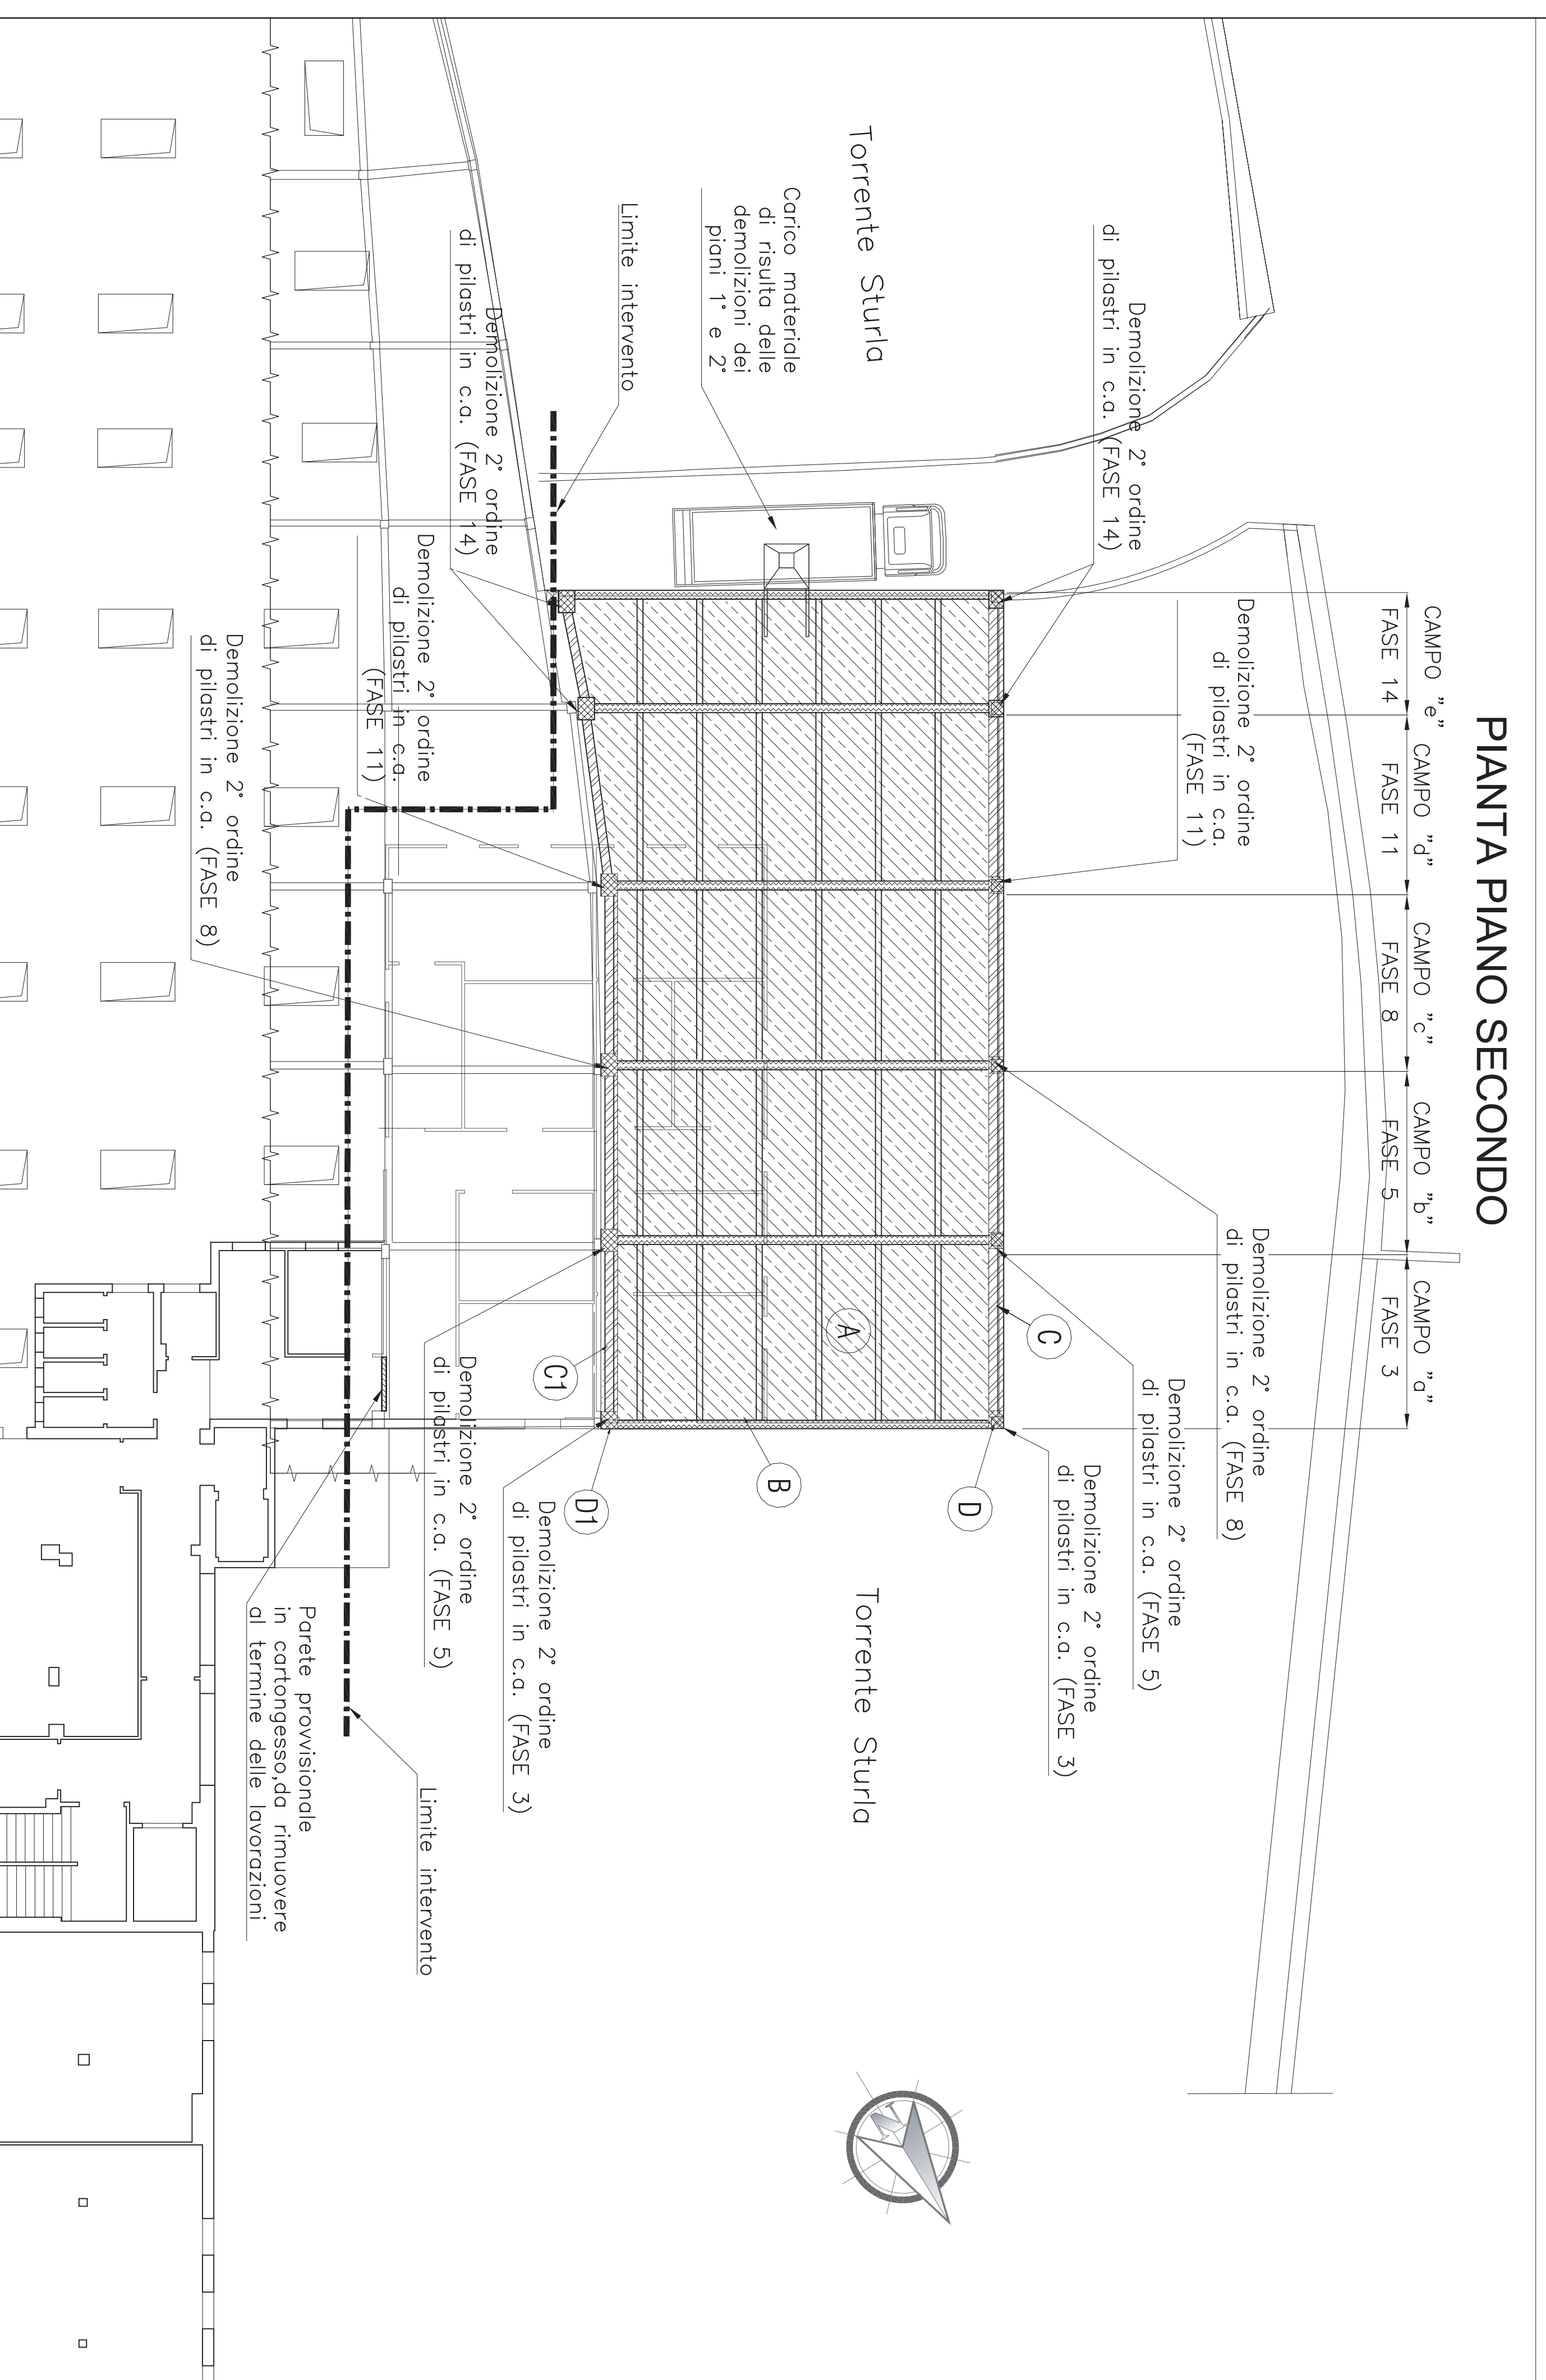 PIANTA PIANO SECONDO
CAMPO "e"
FASE 14
CAMPO "d"
FASE 11
CAMPO "c"
FASE 8
CAMPO "b"
FASE 5
CAMPO "a"
FASE 3
Demolizione 2° ordine
di pilastri in c.a. (FASE 14)
Demolizione 2° ordine
di pilastri in c.a.
(FASE 11)
Demolizione 2° ordine
di pilastri in c.a. (FASE 8)
Demolizione 2° ordine
di pilastri in c.a. (FASE 5)
Demolizione 2° ordine
di pilastri in c.a. (FASE 3)
Torrente Sturla
Carico materiale
di risulta delle
demolizioni dei
piani 1° e 2°
Limite intervento
C
A
D
B
C1
D1
Torrente Sturla
Demolizione 2° ordine
di pilastri in c.a. (FASE 14)
Demolizione 2° ordine
di pilastri in c.a.
(FASE 11)
Demolizione 2° ordine
di pilastri in c.a. (FASE 8)
Demolizione 2° ordine
di pilastri in c.a. (FASE 5)
Demolizione 2° ordine
di pilastri in c.a. (FASE 3)
Limite intervento
Parete provvisionale
in cartongesso,da rimuovere
al termine delle lavorazioni
N